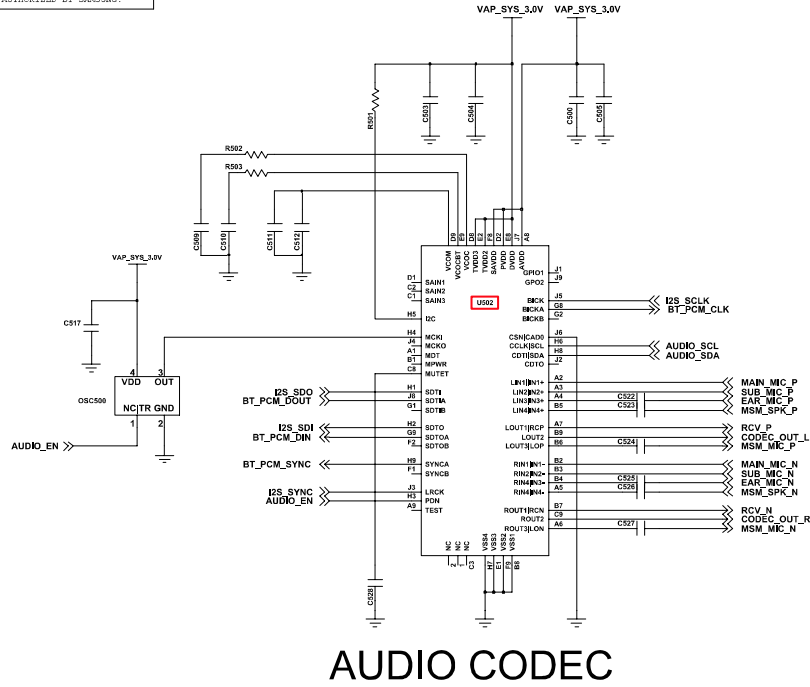 AUTHORIZED BY SAMSUNG.
VAP_SYS_3.0V VAP_SYS_3.0V
R501
C503
C504
C500
C505
R502
R503
C509
C510
C511
C512
VAP_SYS_3.0V
C517
4 3
VDD OUT
OSC500
NC|TR GND
1 2
AUDIO_EN
D9 VCOM
E9 VCOCBT
D8 VCOC
E2 TVDD3
F8 TVDD2
D2 SAVDD
E8 PVDD
J7 DVDD
A8 AVDD
U502
D1 SAIN1
C2 SAIN2
C1 SAIN3
H5 I2C
H4 MCKI
J4 MCKO
A1 MDT
B1 MPWR
C8 MUTET
I2S_SDO H1 SDTI
BT_PCM_DOUT J8 SDTIA
G1 SDTIB
I2S_SDI H2 SDTO
BT_PCM_DIN G9 SDTOA
F2 SDTOB
BT_PCM_SYNC H9 SYNCA
F1 SYNCB
I2S_SYNC J3 LRCK
AUDIO_EN H3 PDN
A9 TEST
GPIO1 J1
GPO2 J9
BICK J5 I2S_SCLK
BICKA G8 BT_PCM_CLK
BICKB G2
CSN|CAD0 J6
CCLK|SCL H6 AUDIO_SCL
CDTI|SDA H8 AUDIO_SDA
CDTO J2
LIN1|IN1+ A2 MAIN_MIC_P
LIN2|IN2+ A3 SUB_MIC_P
LIN3|IN3+ A4 C522 EAR_MIC_P
LIN4|IN4+ B5 C523 MSM_SPK_P
LOUT1|RCP A7 RCV_P
LOUT2 B9 CODEC_OUT_L
LOUT3|LOP B6 C524 MSM_MIC_P
RIN1|IN1- B2 MAIN_MIC_N
RIN2|IN2- B3 SUB_MIC_N
RIN3|IN3- B4 C525 EAR_MIC_N
RIN4|IN4- A5 C526 MSM_SPK_N
ROUT1|RCN B7 RCV_N
ROUT2 C9 CODEC_OUT_R
ROUT3|LON A6 C527 MSM_MIC_N
NC NC NC VSS4 VSS3 VSS2 VSS1
2 1 C3 H7 E1 F9 B8
C528
AUDIO CODEC